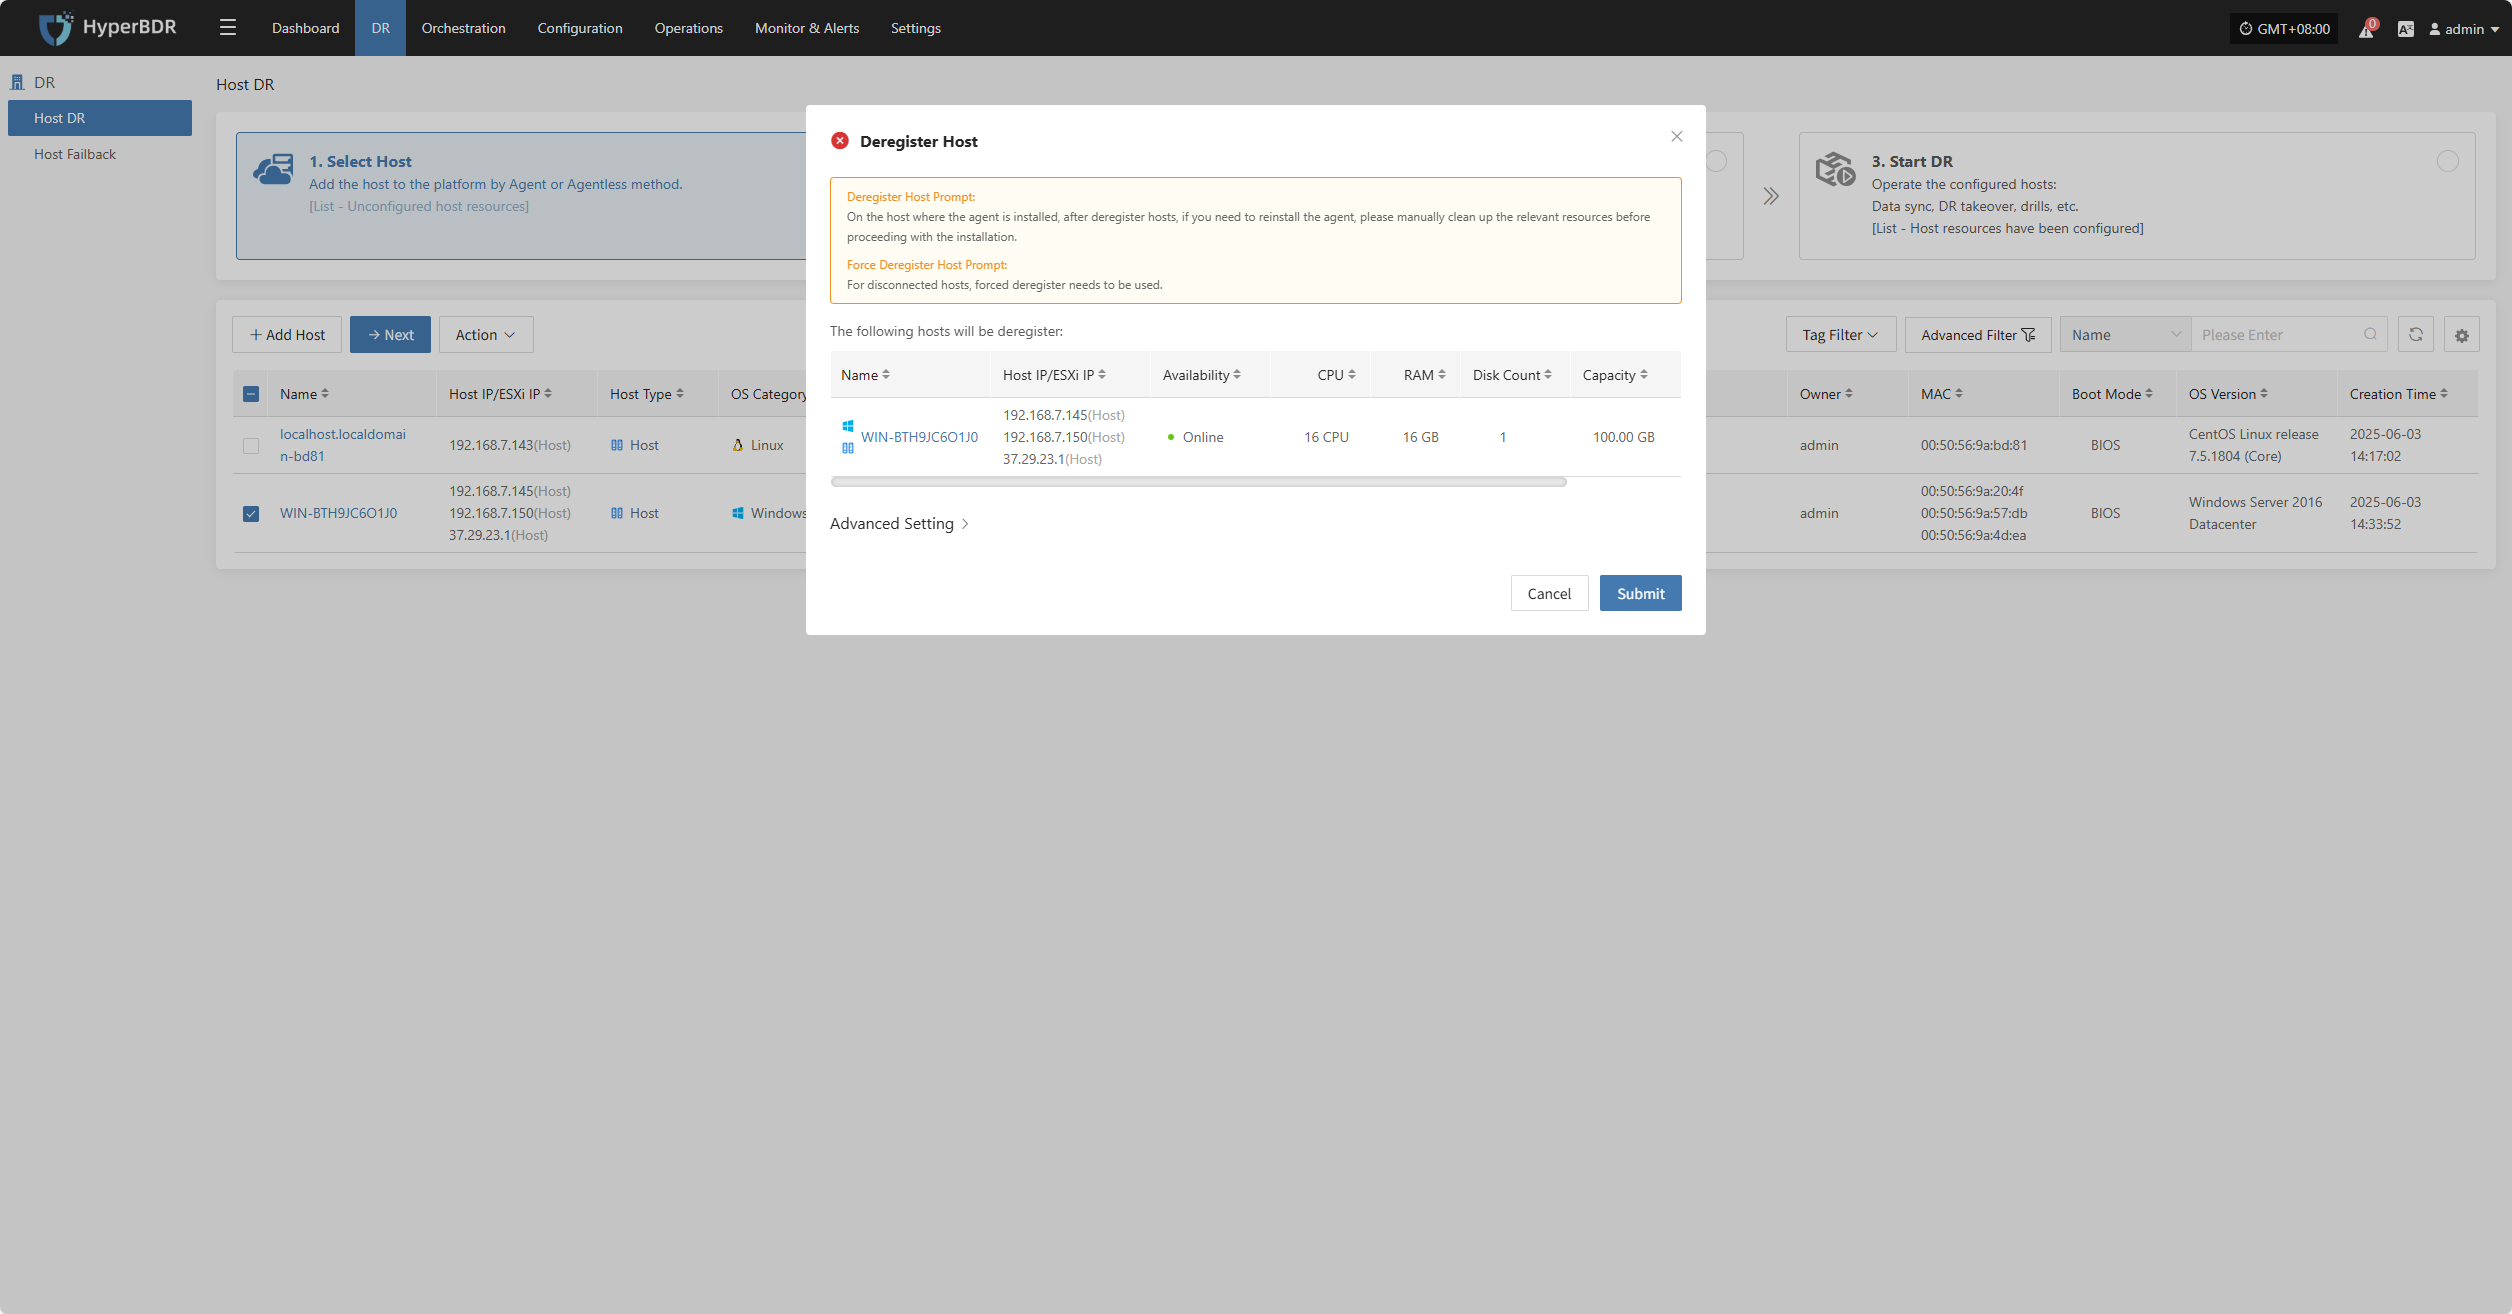 HyperBDR
Dashboard
DR
Orchestration
Configuration
Operations
Monitor & Alerts
Settings
GMT+08:00
0
admin
DR
Host DR
Host Failback
Host DR
1. Select Host
Add the host to the platform by Agent or Agentless method.
[List - Unconfigured host resources]
3. Start DR
Operate the configured hosts:
Data sync, DR takeover, drills, etc.
[List - Host resources have been configured]
Add Host
Next
Action
Tag Filter
Advanced Filter
Name
Please Enter
Name
Host IP/ESXi IP
Host Type
OS Category
Owner
MAC
Boot Mode
OS Version
Creation Time
localhost.localdomai
n-bd81
192.168.7.143(Host)
Host
Linux
admin
00:50:56:9a:bd:81
BIOS
CentOS Linux release
7.5.1804 (Core)
2025-06-03
14:17:02
WIN-BTH9JC6O1J0
192.168.7.145(Host)
192.168.7.150(Host)
37.29.23.1(Host)
Host
Windows
admin
00:50:56:9a:20:4f
00:50:56:9a:57:db
00:50:56:9a:4d:ea
BIOS
Windows Server 2016
Datacenter
2025-06-03
14:33:52
Deregister Host
Deregister Host Prompt:
On the host where the agent is installed, after deregister hosts, if you need to reinstall the agent, please manually clean up the relevant resources before
proceeding with the installation.
Force Deregister Host Prompt:
For disconnected hosts, forced deregister needs to be used.
The following hosts will be deregister:
Name
Host IP/ESXi IP
Availability
CPU
RAM
Disk Count
Capacity
WIN-BTH9JC6O1J0
192.168.7.145(Host)
192.168.7.150(Host)
37.29.23.1(Host)
Online
16 CPU
16 GB
1
100.00 GB
Advanced Setting
Cancel
Submit